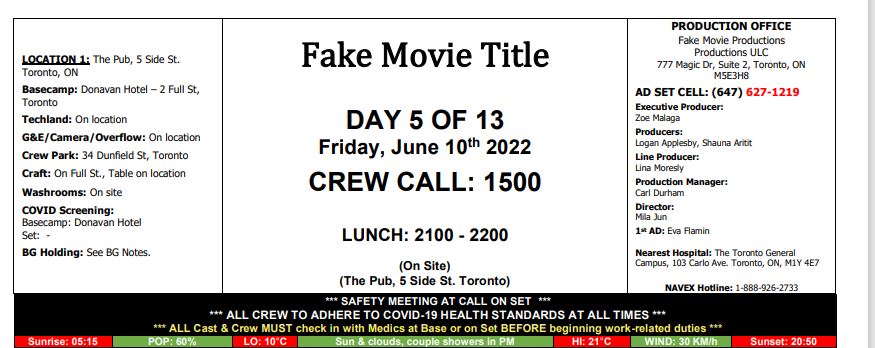 LOCATION 1: The Pub, 5 Side St.
Toronto, ON
Basecamp: Donavan Hotel – 2 Full St,
Toronto
Techland: On location
G&E/Camera/Overflow: On location
Crew Park: 34 Dunfield St, Toronto
Craft: On Full St., Table on location
Washrooms: On site
COVID Screening:
Basecamp: Donavan Hotel
Set: -
BG Holding: See BG Notes.
Fake Movie Title
DAY 5 OF 13
Friday, June 10th 2022
CREW CALL: 1500
LUNCH: 2100 - 2200
(On Site)
(The Pub, 5 Side St. Toronto)
PRODUCTION OFFICE
Fake Movie Productions
Productions ULC
777 Magic Dr, Suite 2, Toronto, ON
M5E3H8
AD SET CELL: (647) 627-1219
Executive Producer:
Zoe Malaga
Producers:
Logan Applesby, Shauna Aritit
Line Producer:
Lina Moresly
Production Manager:
Carl Durham
Director:
Mila Jun
1st AD: Eva Flamin
Nearest Hospital: The Toronto General
Campus, 103 Carlo Ave. Toronto, ON, M1Y 4E7
NAVEX Hotline: 1-888-926-2733
*** SAFETY MEETING AT CALL ON SET ***
*** ALL CREW TO ADHERE TO COVID-19 HEALTH STANDARDS AT ALL TIMES ***
*** ALL Cast & Crew MUST check in with Medics at Base or on Set BEFORE beginning work-related duties ***
Sunrise: 05:15 POP: 60% LO: 10°C Sun & clouds, couple showers in PM HI: 21°C WIND: 30 KM/h Sunset: 20:50